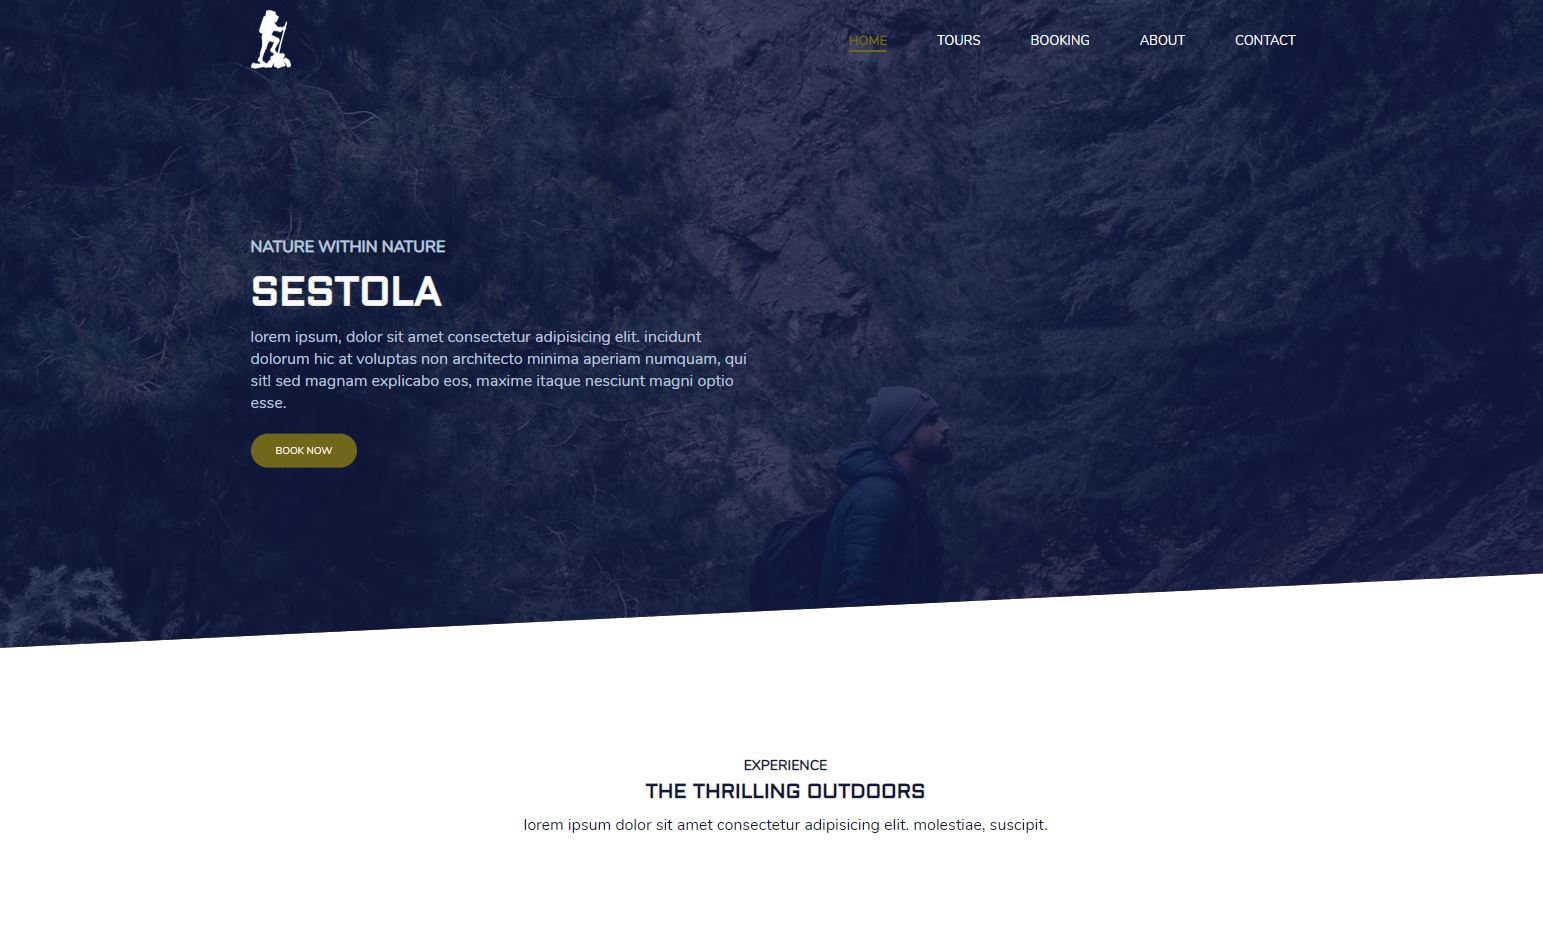 HOME
TOURS
BOOKING
ABOUT
CONTACT
NATURE WITHIN NATURE
SESTOLA
lorem ipsum, dolor sit amet consectetur adipisicing elit. incidunt
dolorum hic at voluptas non architecto minima aperiam numquam, qui
sit! sed magnam explicabo eos, maxime itaque nesciunt magni optio
esse.
BOOK NOW
EXPERIENCE
THE THRILLING OUTDOORS
lorem ipsum dolor sit amet consectetur adipisicing elit. molestiae, suscipit.